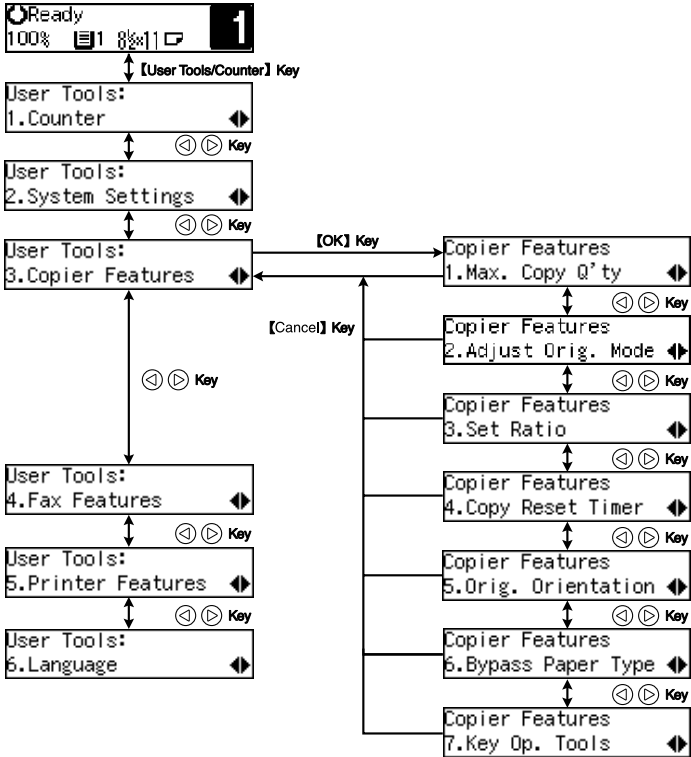 Ready
100% 1 8½x11 1
【User Tools/Counter】 Key
User Tools:
1.Counter
Key
User Tools:
2.System Settings
Key
User Tools:
3.Copier Features
【OK】 Key
【Cancel】 Key
Key
User Tools:
4.Fax Features
Key
User Tools:
5.Printer Features
Key
User Tools:
6.Language
Copier Features
1.Max. Copy Q'ty
Key
Copier Features
2.Adjust Orig. Mode
Key
Copier Features
3.Set Ratio
Key
Copier Features
4.Copy Reset Timer
Key
Copier Features
5.Orig. Orientation
Key
Copier Features
6.Bypass Paper Type
Key
Copier Features
7.Key Op. Tools